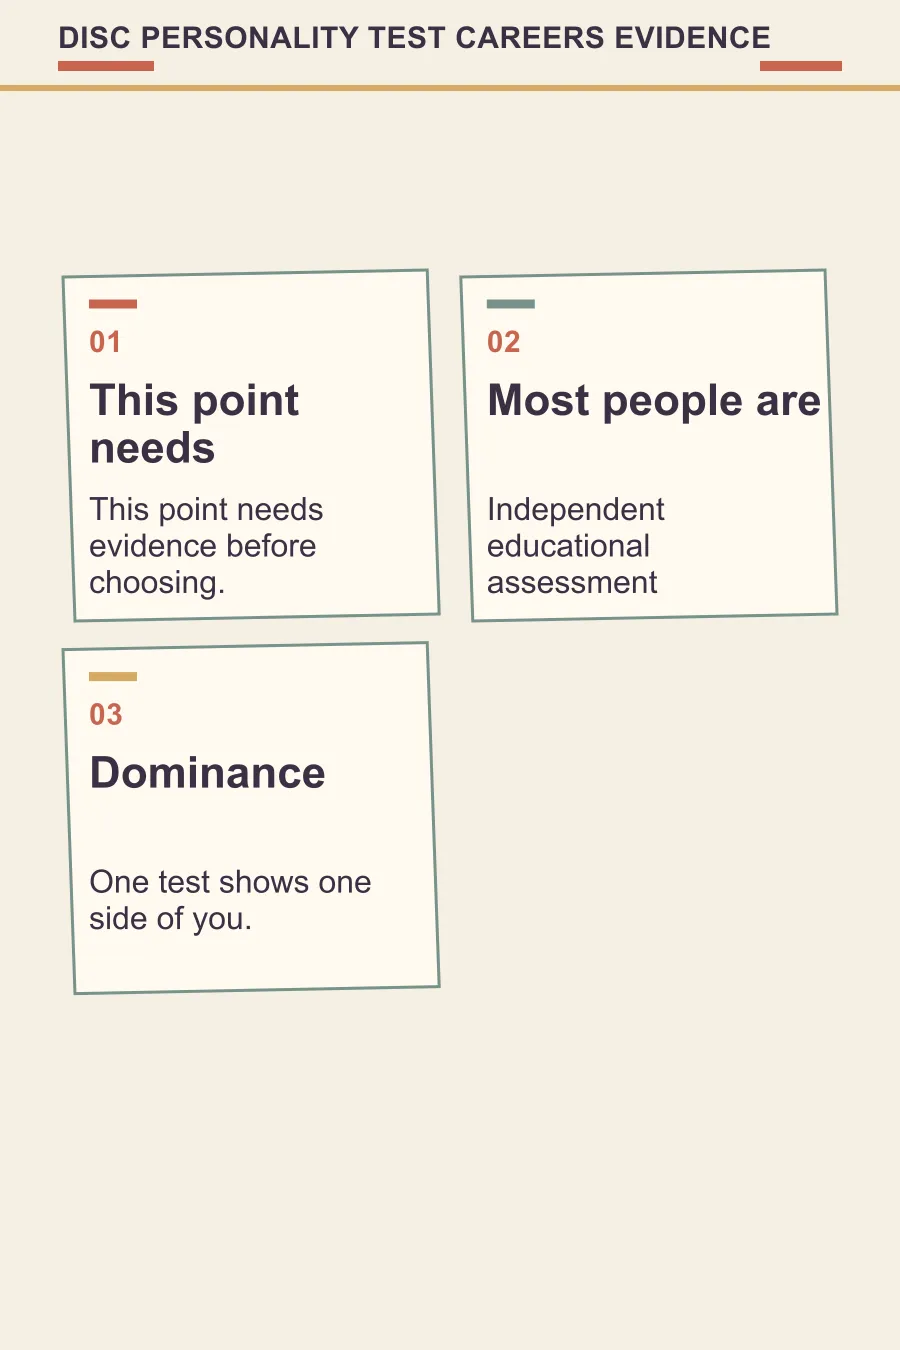 DISC PERSONALITY TEST CAREERS EVIDENCE
01
This point
needs
This point needs
evidence before
choosing.
02
Most people are
Independent
educational
assessment
03
Dominance
One test shows one
side of you.